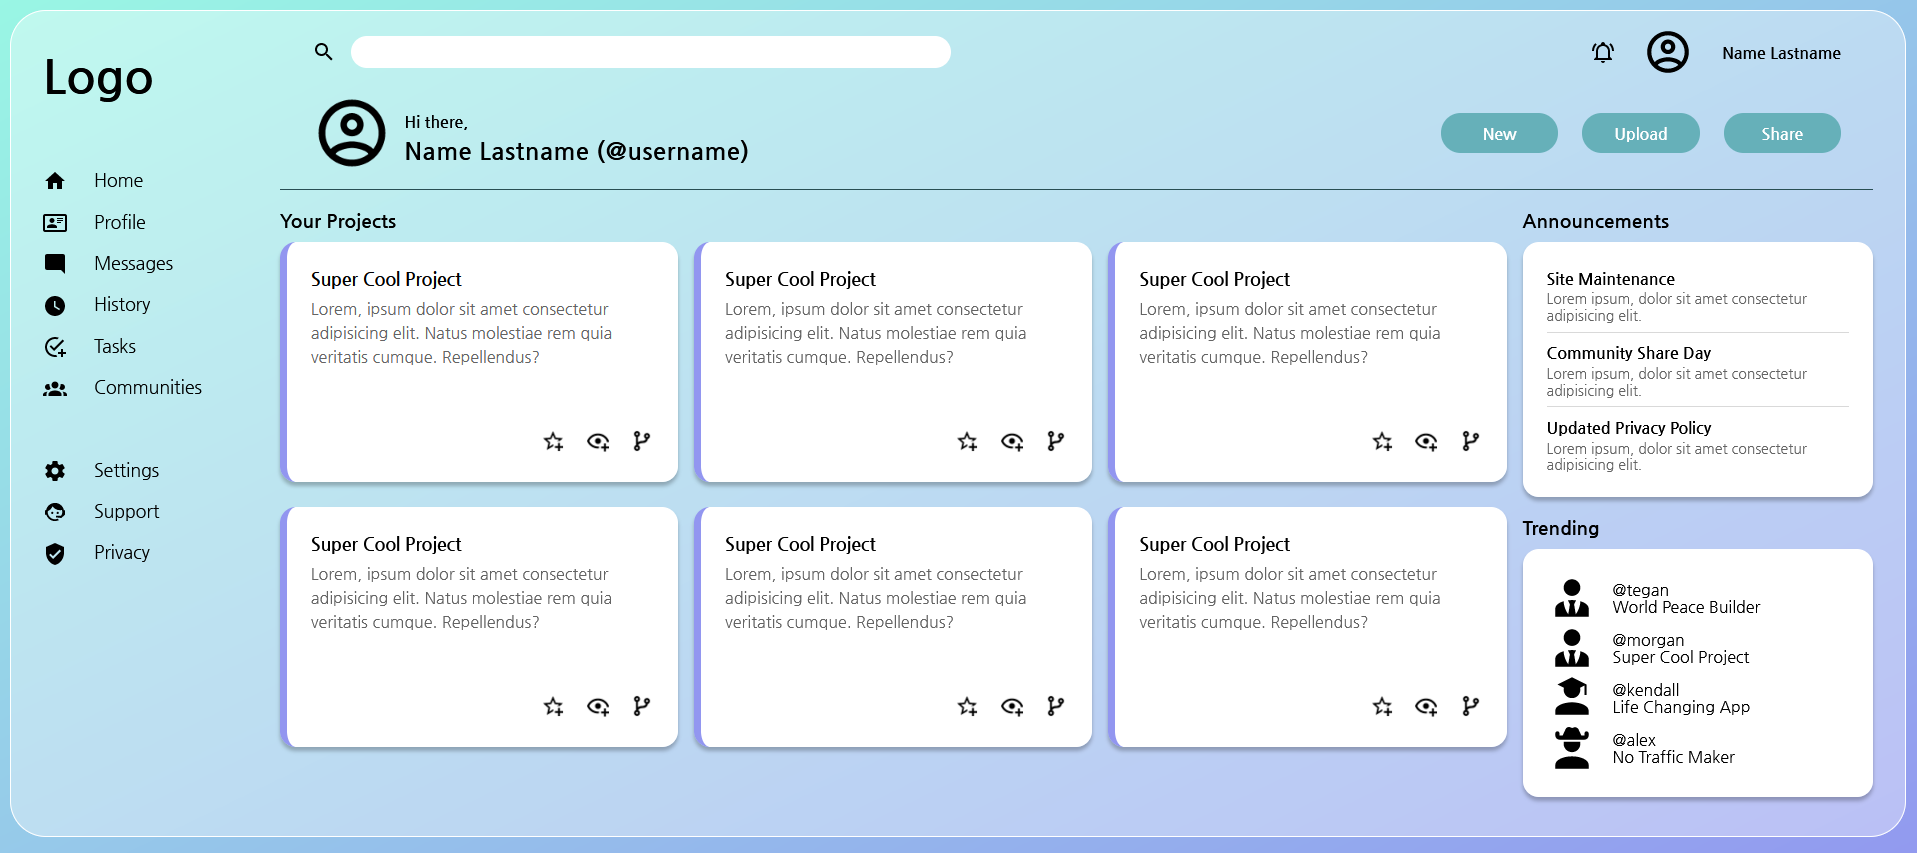 Logo
Home
Profile
Messages
History
Tasks
Communities
Settings
Support
Privacy
Name Lastname
Hi there,
Name Lastname (@username)
New
Upload
Share
Your Projects
Super Cool Project
Lorem, ipsum dolor sit amet consectetur
adipisicing elit. Natus molestiae rem quia
veritatis cumque. Repellendus?
Super Cool Project
Lorem, ipsum dolor sit amet consectetur
adipisicing elit. Natus molestiae rem quia
veritatis cumque. Repellendus?
Super Cool Project
Lorem, ipsum dolor sit amet consectetur
adipisicing elit. Natus molestiae rem quia
veritatis cumque. Repellendus?
Super Cool Project
Lorem, ipsum dolor sit amet consectetur
adipisicing elit. Natus molestiae rem quia
veritatis cumque. Repellendus?
Super Cool Project
Lorem, ipsum dolor sit amet consectetur
adipisicing elit. Natus molestiae rem quia
veritatis cumque. Repellendus?
Super Cool Project
Lorem, ipsum dolor sit amet consectetur
adipisicing elit. Natus molestiae rem quia
veritatis cumque. Repellendus?
Announcements
Site Maintenance
Lorem ipsum, dolor sit amet consectetur
adipisicing elit.
Community Share Day
Lorem ipsum, dolor sit amet consectetur
adipisicing elit.
Updated Privacy Policy
Lorem ipsum, dolor sit amet consectetur
adipisicing elit.
Trending
@tegan
World Peace Builder
@morgan
Super Cool Project
@kendall
Life Changing App
@alex
No Traffic Maker